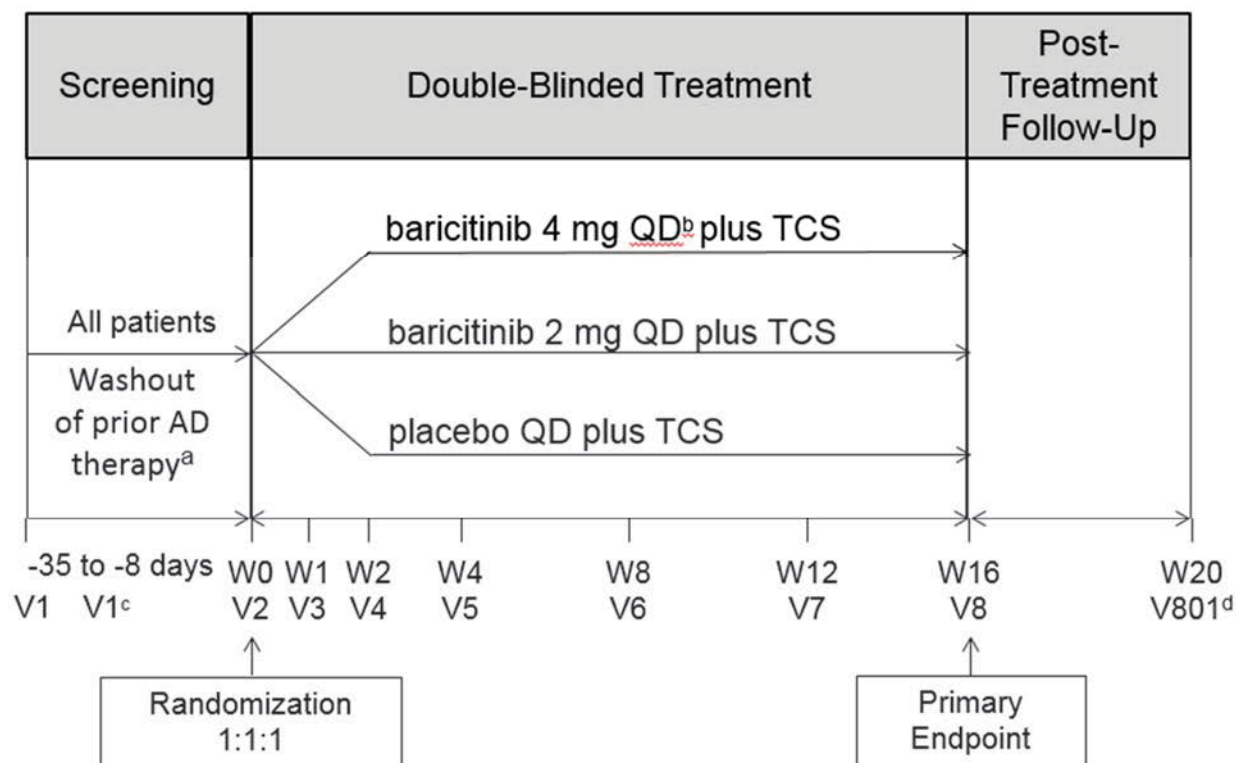 Screening
Double-Blinded Treatment
Post-
Treatment
Follow-Up
baricitinib 4 mg QDᵇ plus TCS
All patients
baricitinib 2 mg QD plus TCS
Washout
of prior AD
therapyᵃ
placebo QD plus TCS
-35 to -8 days W0 W1 W2 W4 W8 W12 W16 W20
V1 V1ᶜ V2 V3 V4 V5 V6 V7 V8 V801ᵈ
Randomization
1:1:1
Primary
Endpoint